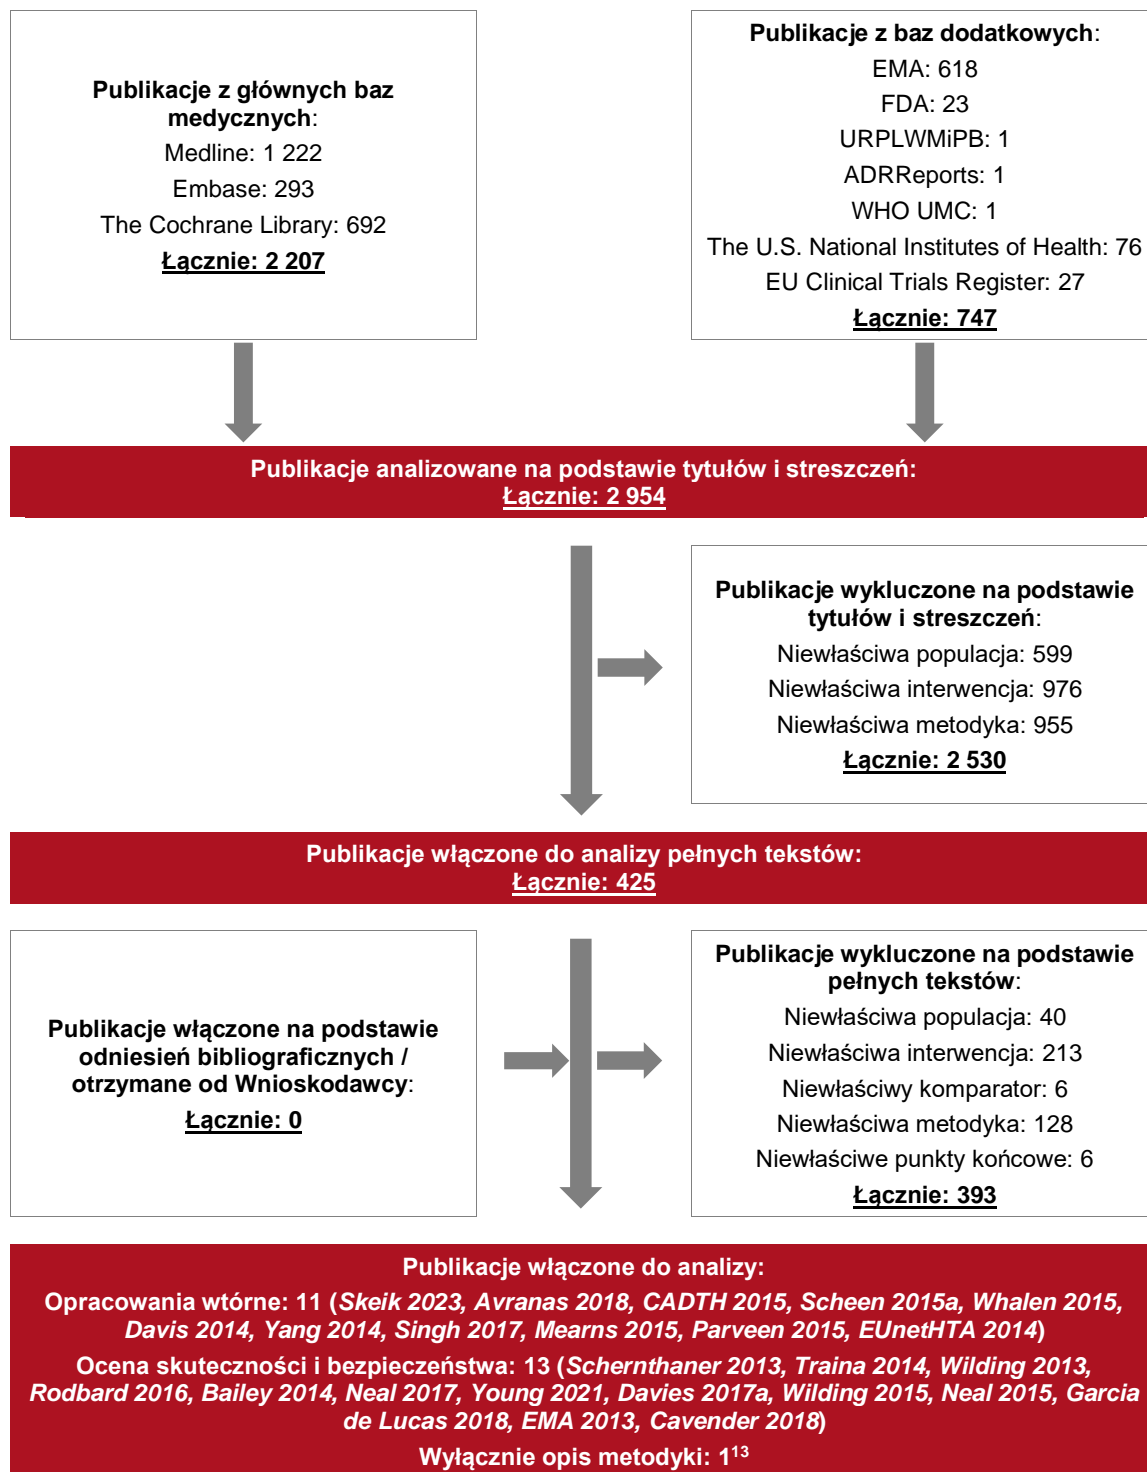 Publikacje z głównych baz
medycznych:
Medline: 1 222
Embase: 293
The Cochrane Library: 692
Łącznie: 2 207
Publikacje z baz dodatkowych:
EMA: 618
FDA: 23
URPLWMiPB: 1
ADRReports: 1
WHO UMC: 1
The U.S. National Institutes of Health: 76
EU Clinical Trials Register: 27
Łącznie: 747
Publikacje analizowane na podstawie tytułów i streszczeń:
Łącznie: 2 954
Publikacje wykluczone na podstawie
tytułów i streszczeń:
Niewłaściwa populacja: 599
Niewłaściwa interwencja: 976
Niewłaściwa metodyka: 955
Łącznie: 2 530
Publikacje włączone do analizy pełnych tekstów:
Łącznie: 425
Publikacje włączone na podstawie
odniesień bibliograficznych /
otrzymane od Wnioskodawcy:
Łącznie: 0
Publikacje wykluczone na podstawie
pełnych tekstów:
Niewłaściwa populacja: 40
Niewłaściwa interwencja: 213
Niewłaściwy komparator: 6
Niewłaściwa metodyka: 128
Niewłaściwe punkty końcowe: 6
Łącznie: 393
Publikacje włączone do analizy:
Opracowania wtórne: 11 (Skeik 2023, Avranas 2018, CADTH 2015, Scheen 2015a, Whalen 2015,
Davis 2014, Yang 2014, Singh 2017, Mearns 2015, Parveen 2015, EUnetHTA 2014)
Ocena skuteczności i bezpieczeństwa: 13 (Schernthaner 2013, Traina 2014, Wilding 2013,
Rodbard 2016, Bailey 2014, Neal 2017, Young 2021, Davies 2017a, Wilding 2015, Neal 2015, Garcia
de Lucas 2018, EMA 2013, Cavender 2018)
Wyłącznie opis metodyki: 1¹³